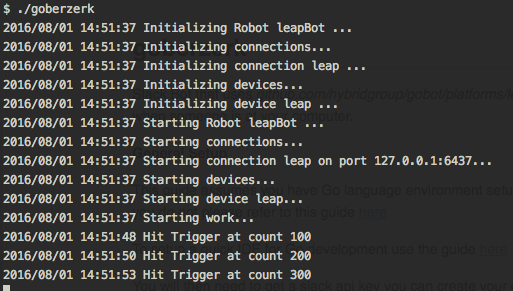 $ ./goberzerk
2016/08/01 14:51:37 Initializing Robot leapBot ...
2016/08/01 14:51:37 Initializing connections...
2016/08/01 14:51:37 Initializing connection leap ...
2016/08/01 14:51:37 Initializing devices...
2016/08/01 14:51:37 Initializing device leap ...
2016/08/01 14:51:37 Starting Robot leapBot ...
2016/08/01 14:51:37 Starting connections...
2016/08/01 14:51:37 Starting connection leap on port 127.0.0.1:6437...
2016/08/01 14:51:37 Starting devices...
2016/08/01 14:51:37 Starting device leap...
2016/08/01 14:51:37 Starting work...
2016/08/01 14:51:48 Hit Trigger at count 100
2016/08/01 14:51:50 Hit Trigger at count 200
2016/08/01 14:51:53 Hit Trigger at count 300